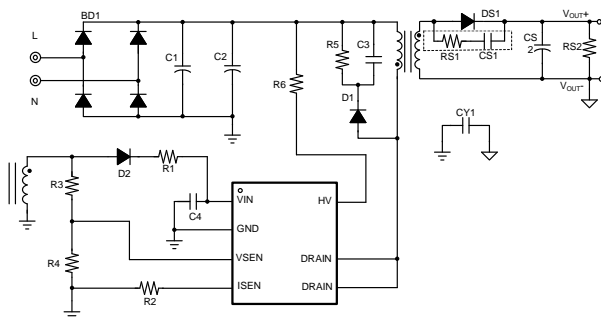 L
BD1
N
C1
C2
R5
C3
R6
D1
DS1
RS1
CS1
CS
2
VOUT+
RS2
VOUT-
CY1
D2
R1
R3
C4
R4
R2
VIN
GND
VSEN
ISEN
HV
DRAIN
DRAIN